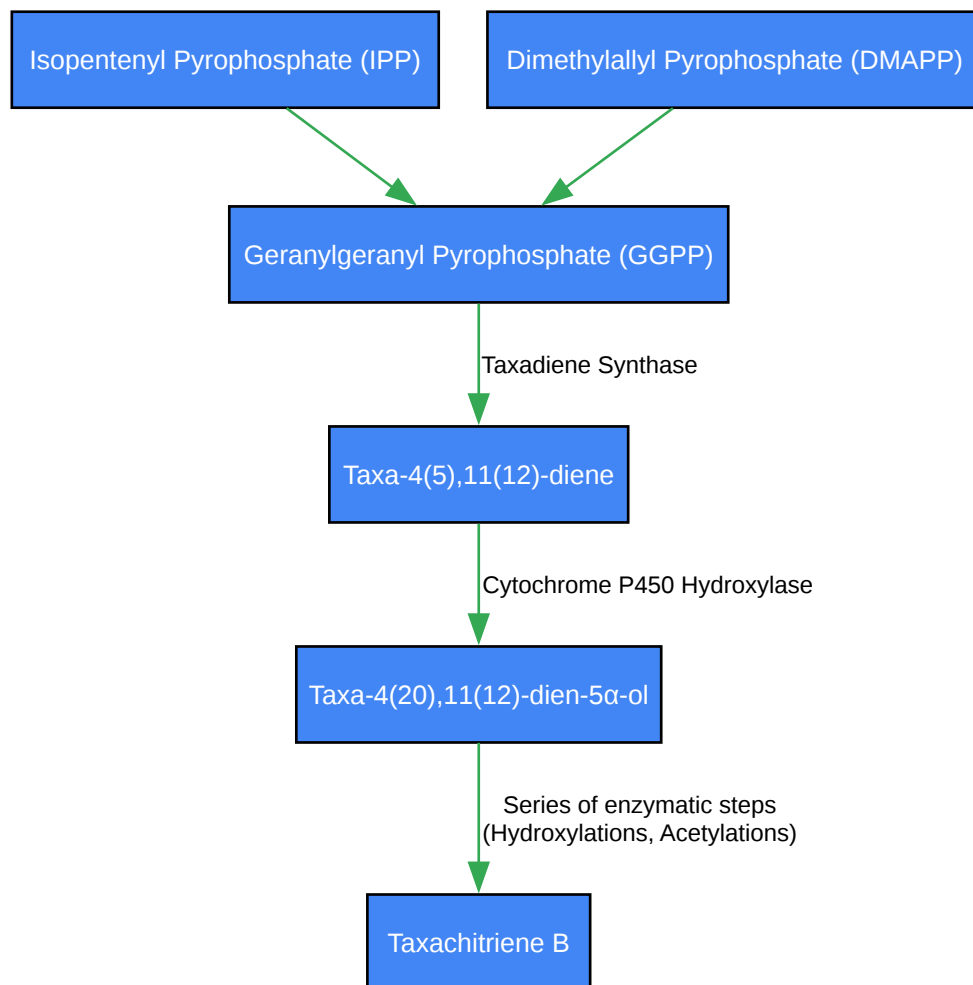 Isopentenyl Pyrophosphate (IPP)
Dimethylallyl Pyrophosphate (DMAPP)
Geranylgeranyl Pyrophosphate (GGPP)
Taxadiene Synthase
Taxa-4(5),11(12)-diene
Cytochrome P450 Hydroxylase
Taxa-4(20),11(12)-dien-5α-ol
Series of enzymatic steps
(Hydroxylations, Acetylations)
Taxachitriene B